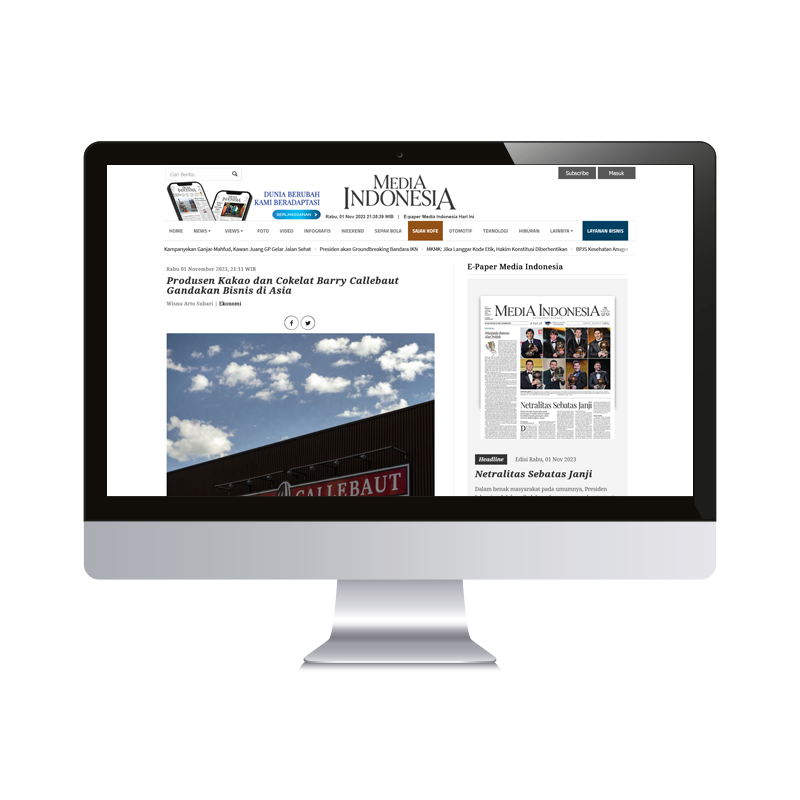 Cari Berita..
Subscribe
Masuk
DUNIA BERUBAH
KAMI BERADAPTASI
BERLANGGANAN
MEDIA
INDONESIA
Rabu, 01 Nov 2023 21:35:39 WIB | E-paper Media Indonesia Hari Ini
HOME NEWS VIEWS FOTO VIDEO INFOGRAFIS WEEKEND SEPAK BOLA SAJAK KOFE OTOMOTIF TEKNOLOGI HIBURAN LAINNYA LAYANAN BISNIS
Kampanyekan Ganjar-Mahfud, Kawan Juang GP Gelar Jalan Sehat Presiden akan Groundbreaking Bandara IKN MKMK: Jika Langgar Kode Etik, Hakim Konstitusi Diberhentikan BPJS Kesehatan Anuge
Rabu 01 November 2023, 21:13 WIB
Produsen Kakao dan Cokelat Barry Callebaut
Gandakan Bisnis di Asia
Wisnu Arto Subari | Ekonomi
CALLEBAUT
E-Paper Media Indonesia
MEDIA INDONESIA
Netralitas Sebatas Janji
Headline Edisi Rabu, 01 Nov 2023
Netralitas Sebatas Janji
Dalam benak masyarakat pada umumnya, Presiden